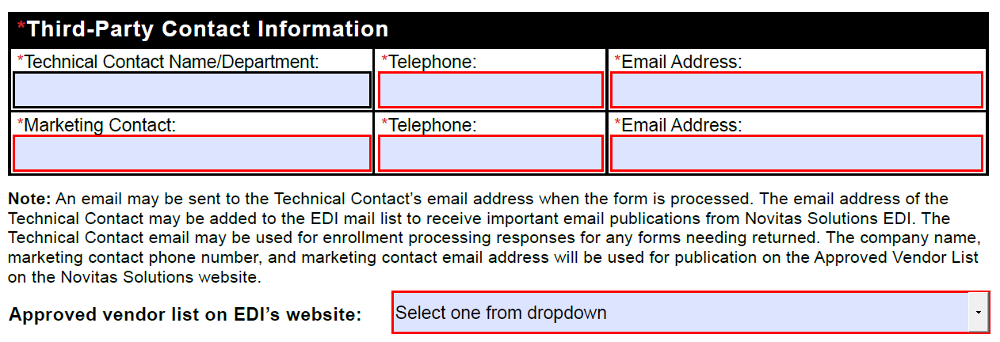 *Third-Party Contact Information
*Technical Contact Name/Department: *Telephone: *Email Address:
*Marketing Contact: *Telephone: *Email Address:
Note: An email may be sent to the Technical Contact’s email address when the form is processed. The email address of the
Technical Contact may be added to the EDI mail list to receive important email publications from Novitas Solutions EDI. The
Technical Contact email may be used for enrollment processing responses for any forms needing returned. The company name,
marketing contact phone number, and marketing contact email address will be used for publication on the Approved Vendor List
on the Novitas Solutions website.
Approved vendor list on EDI’s website: Select one from dropdown